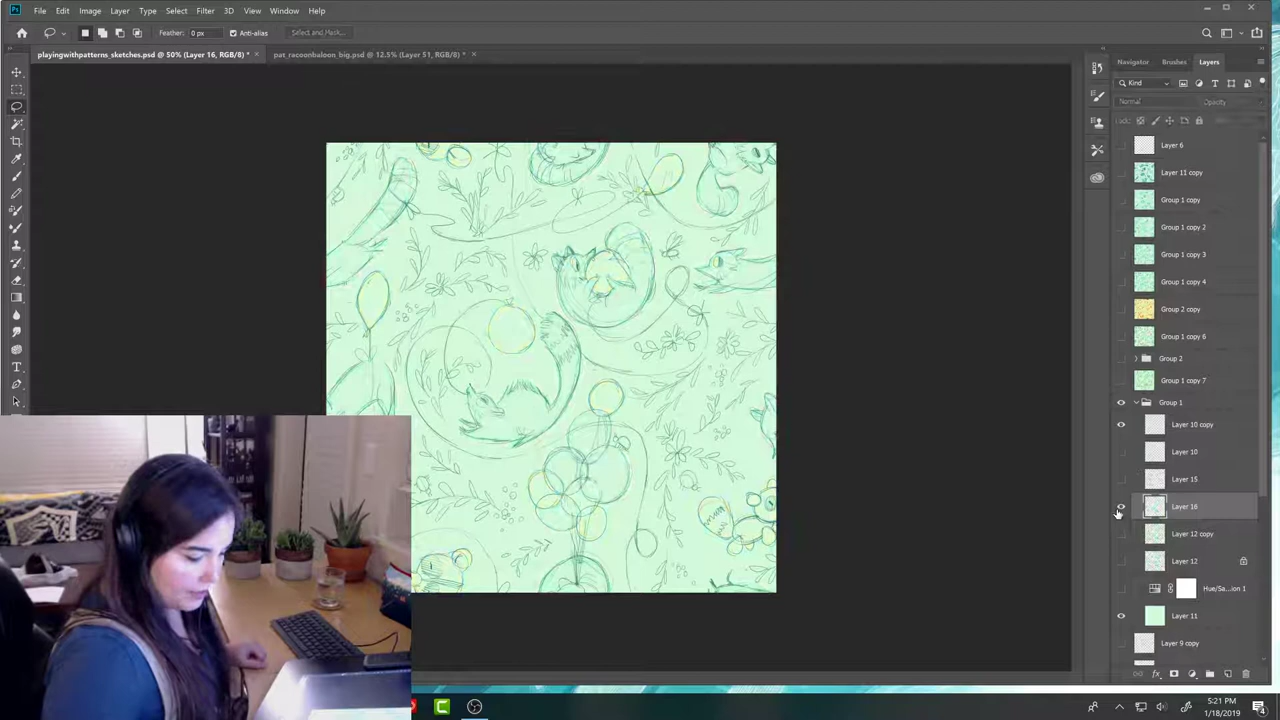 Ps File Edit Image Layer Type Select Filter 3D View Window Help
Feather: 0 px Anti-alias Select and Mask...
playingwithpatterns_sketches.psd @ 50% (Layer 16, RGB/8) * × pat_racoonbaloon_big.psd @ 12.5% (Layer 51, RGB/8) * ×
Navigator Brushes Layers
Kind
Normal Opacity
Lock:
Layer 6
Layer 11 copy
Group 1 copy
Group 1 copy 2
Group 1 copy 3
Group 1 copy 4
Group 2 copy
Group 1 copy 6
Group 2
Group 1 copy 7
Group 1
Layer 10 copy
Layer 10
Layer 15
Layer 16
Layer 12 copy
Layer 12
Hue/Sa...ion 1
Layer 11
Layer 9 copy
fx
5:21 PM
1/18/2019
4